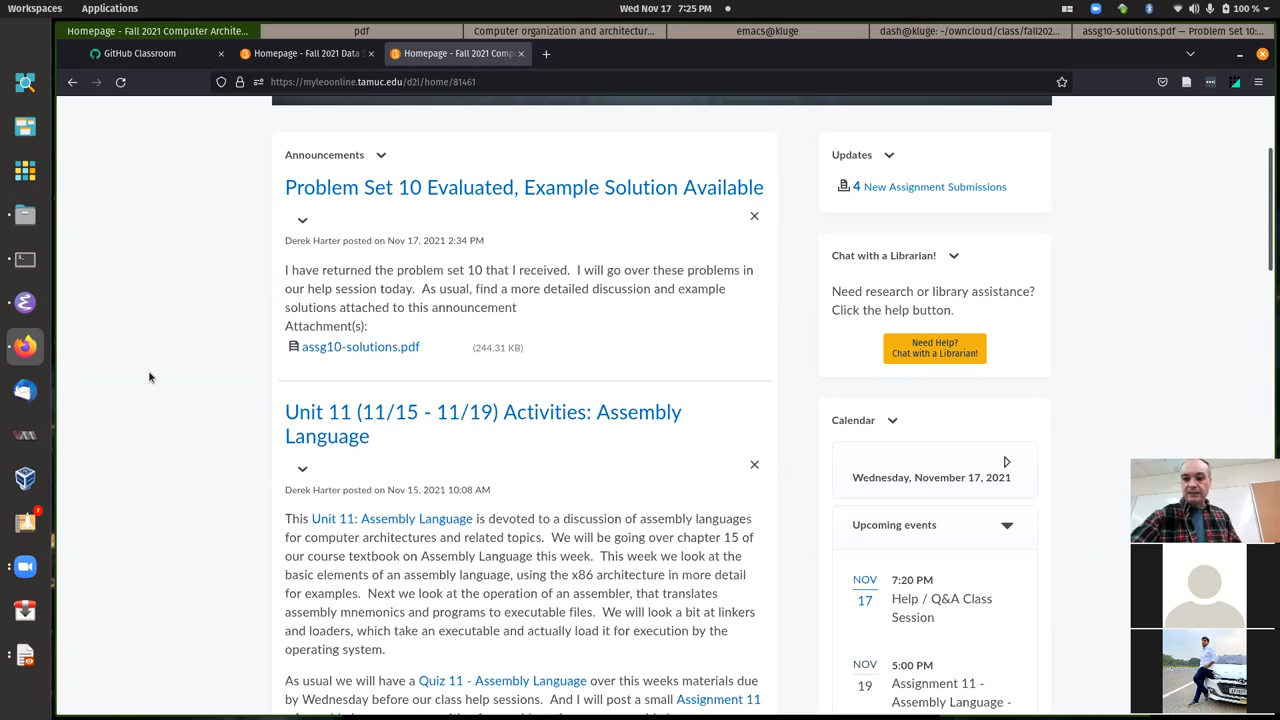 Workspaces Applications Wed Nov 17 7:25 PM 100 %
Homepage - Fall 2021 Computer Archite... pdf Computer organization and architectur... emacs@kluge dash@kluge: ~/owncloud/class/fall202... assg10-solutions.pdf — Problem Set 10:...
GitHub Classroom Homepage - Fall 2021 Data Homepage - Fall 2021 Comp
https://myleoonline.tamuc.edu/d2l/home/81461
Announcements
Problem Set 10 Evaluated, Example Solution Available
Derek Harter posted on Nov 17, 2021 2:34 PM
I have returned the problem set 10 that I received. I will go over these problems in
our help session today. As usual, find a more detailed discussion and example
solutions attached to this announcement
Attachment(s):
assg10-solutions.pdf (244.31 KB)
Unit 11 (11/15 - 11/19) Activities: Assembly
Language
Derek Harter posted on Nov 15, 2021 10:08 AM
This Unit 11: Assembly Language is devoted to a discussion of assembly languages
for computer architectures and related topics. We will be going over chapter 15 of
our course textbook on Assembly Language this week. This week we look at the
basic elements of an assembly language, using the x86 architecture in more detail
for examples. Next we look at the operation of an assembler, that translates
assembly mnemonics and programs to executable files. We will look a bit at linkers
and loaders, which take an executable and actually load it for execution by the
operating system.
As usual we will have a Quiz 11 - Assembly Language over this weeks materials due
by Wednesday before our class help sessions. And I will post a small Assignment 11
Updates
4 New Assignment Submissions
Chat with a Librarian!
Need research or library assistance?
Click the help button.
Need Help?
Chat with a Librarian!
Calendar
Wednesday, November 17, 2021
Upcoming events
NOV 7:20 PM
17 Help / Q&A Class
Session
NOV 5:00 PM
19 Assignment 11 -
Assembly Language -